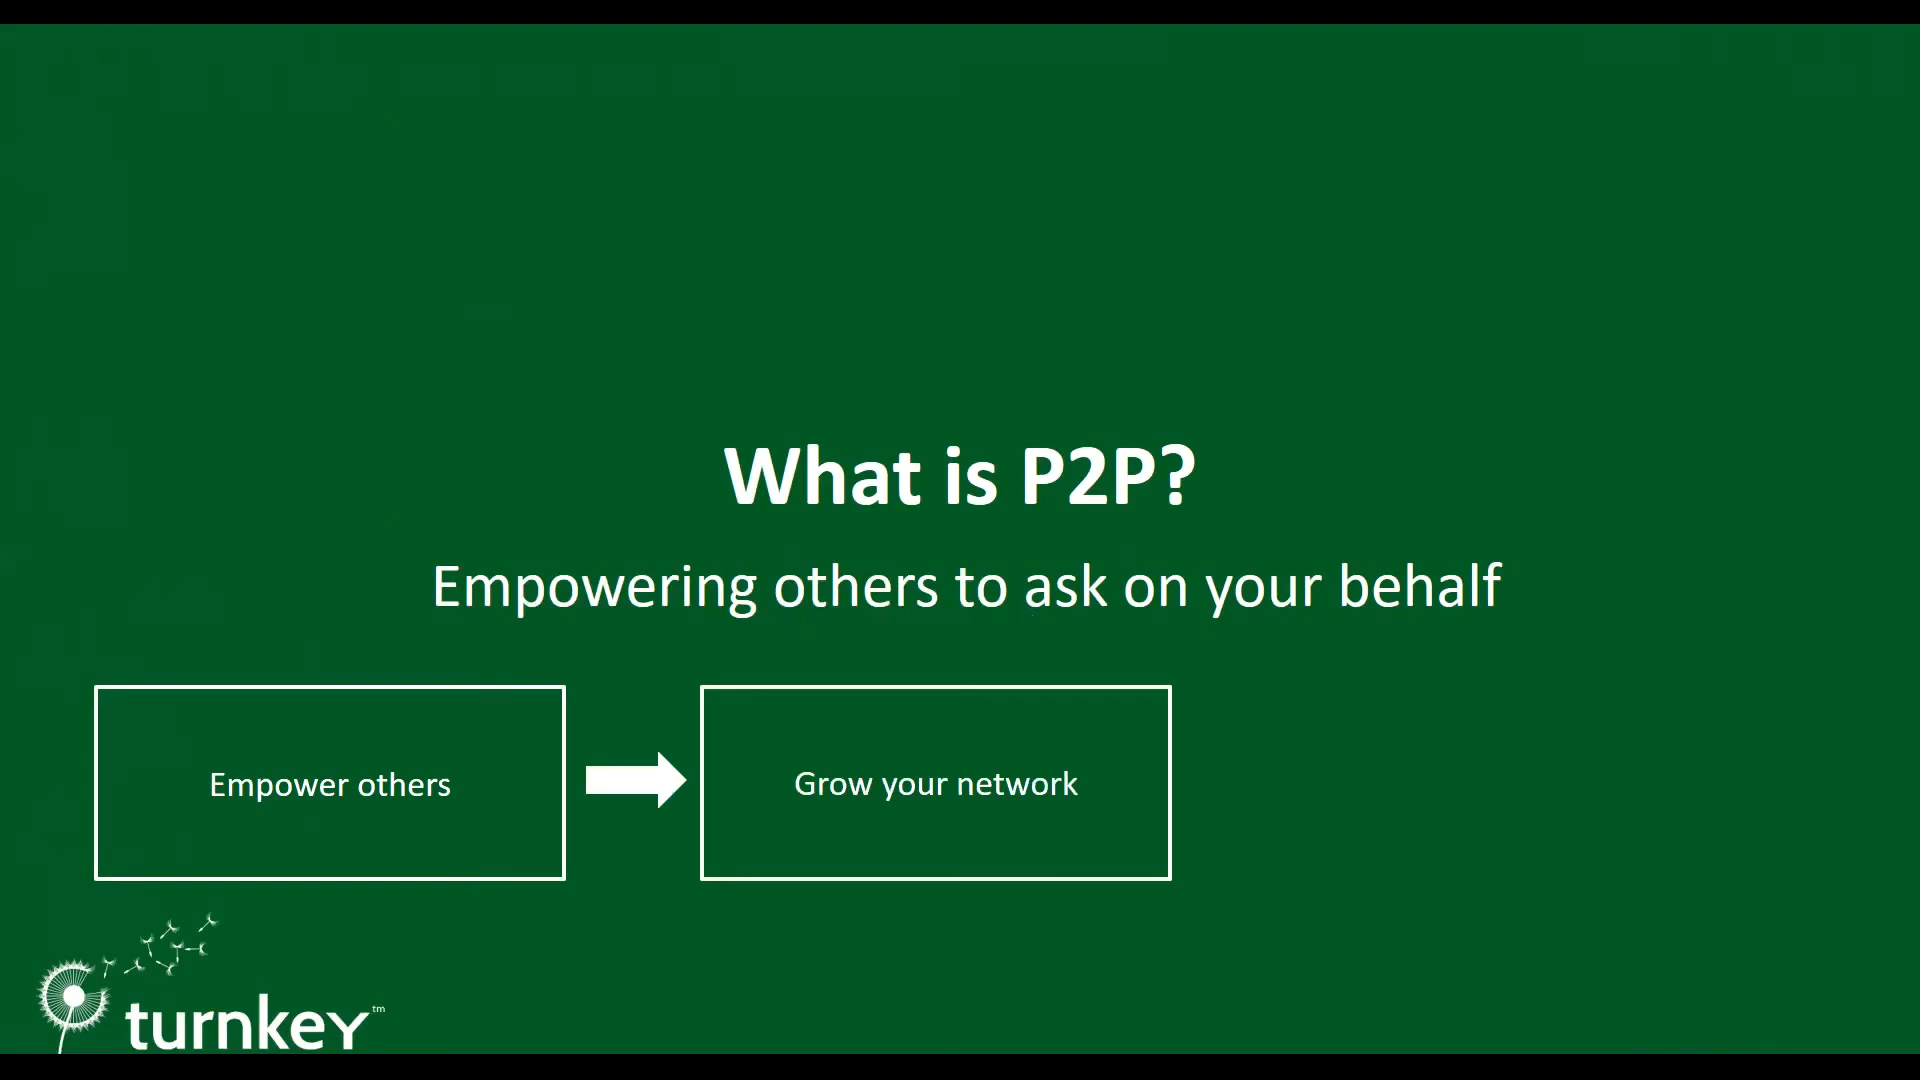 What is P2P?
Empowering others to ask on your behalf
Empower others
Grow your network
turnkey™